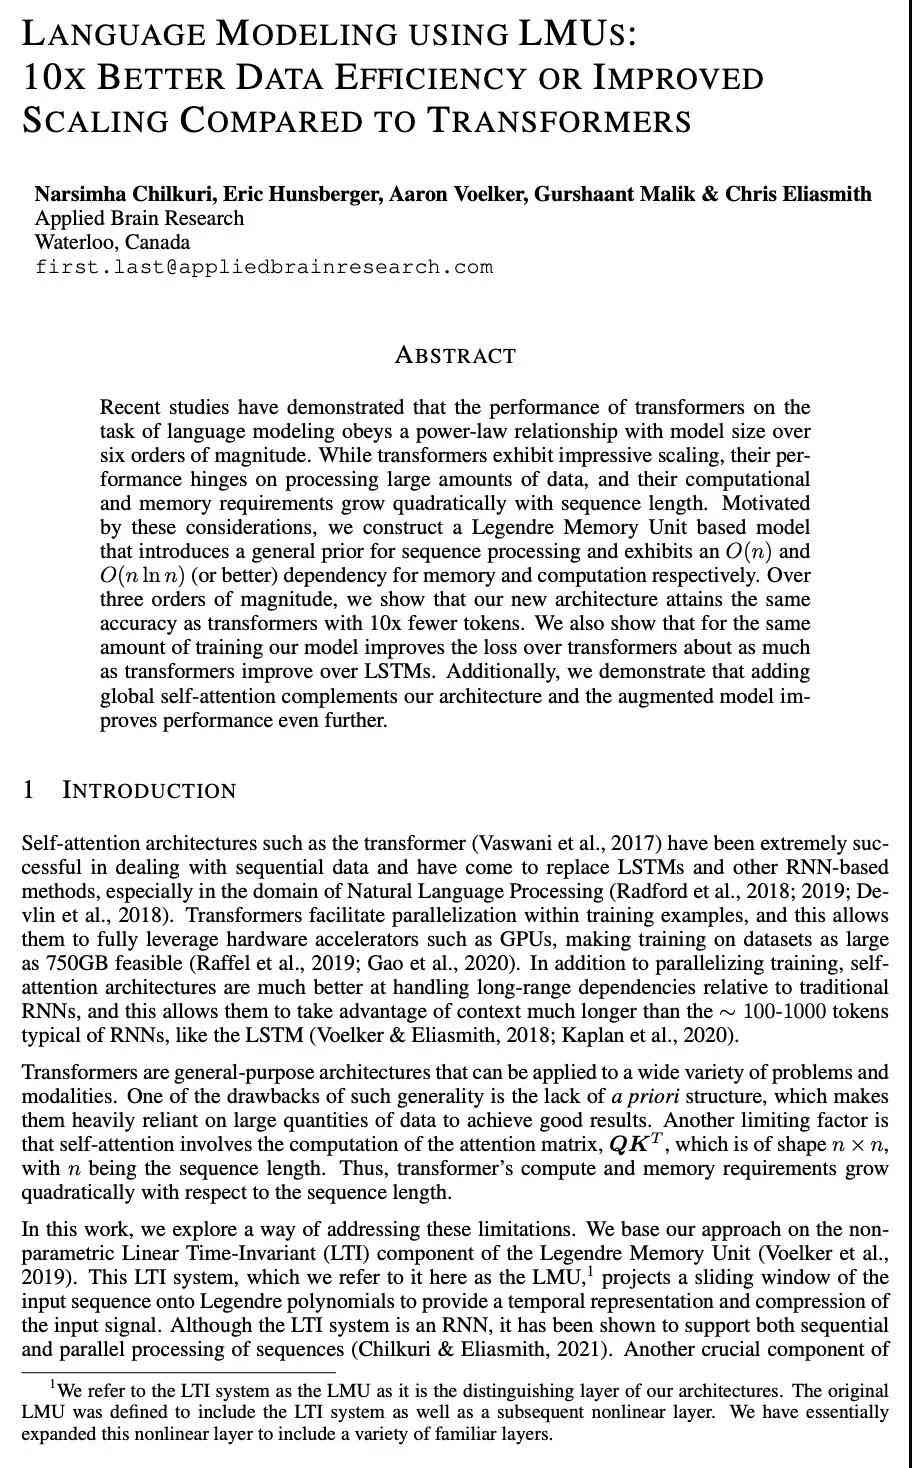 LANGUAGE MODELING USING LMUS:
10X BETTER DATA EFFICIENCY OR IMPROVED
SCALING COMPARED TO TRANSFORMERS
Narsimha Chilkuri, Eric Hunsberger, Aaron Voelker, Gurshaant Malik & Chris Eliasmith
Applied Brain Research
Waterloo, Canada
first.last@appliedbrainresearch.com
ABSTRACT
Recent studies have demonstrated that the performance of transformers on the
task of language modeling obeys a power-law relationship with model size over
six orders of magnitude. While transformers exhibit impressive scaling, their per-
formance hinges on processing large amounts of data, and their computational
and memory requirements grow quadratically with sequence length. Motivated
by these considerations, we construct a Legendre Memory Unit based model
that introduces a general prior for sequence processing and exhibits an O(n) and
O(n ln n) (or better) dependency for memory and computation respectively. Over
three orders of magnitude, we show that our new architecture attains the same
accuracy as transformers with 10x fewer tokens. We also show that for the same
amount of training our model improves the loss over transformers about as much
as transformers improve over LSTMs. Additionally, we demonstrate that adding
global self-attention complements our architecture and the augmented model im-
proves performance even further.
1 INTRODUCTION
Self-attention architectures such as the transformer (Vaswani et al., 2017) have been extremely suc-
cessful in dealing with sequential data and have come to replace LSTMs and other RNN-based
methods, especially in the domain of Natural Language Processing (Radford et al., 2018; 2019; De-
vlin et al., 2018). Transformers facilitate parallelization within training examples, and this allows
them to fully leverage hardware accelerators such as GPUs, making training on datasets as large
as 750GB feasible (Raffel et al., 2019; Gao et al., 2020). In addition to parallelizing training, self-
attention architectures are much better at handling long-range dependencies relative to traditional
RNNs, and this allows them to take advantage of context much longer than the ∼ 100-1000 tokens
typical of RNNs, like the LSTM (Voelker & Eliasmith, 2018; Kaplan et al., 2020).
Transformers are general-purpose architectures that can be applied to a wide variety of problems and
modalities. One of the drawbacks of such generality is the lack of a priori structure, which makes
them heavily reliant on large quantities of data to achieve good results. Another limiting factor is
that self-attention involves the computation of the attention matrix, QKᵀ, which is of shape n × n,
with n being the sequence length. Thus, transformer's compute and memory requirements grow
quadratically with respect to the sequence length.
In this work, we explore a way of addressing these limitations. We base our approach on the non-
parametric Linear Time-Invariant (LTI) component of the Legendre Memory Unit (Voelker et al.,
2019). This LTI system, which we refer to it here as the LMU,¹ projects a sliding window of the
input sequence onto Legendre polynomials to provide a temporal representation and compression of
the input signal. Although the LTI system is an RNN, it has been shown to support both sequential
and parallel processing of sequences (Chilkuri & Eliasmith, 2021). Another crucial component of
¹We refer to the LTI system as the LMU as it is the distinguishing layer of our architectures. The original
LMU was defined to include the LTI system as well as a subsequent nonlinear layer. We have essentially
expanded this nonlinear layer to include a variety of familiar layers.